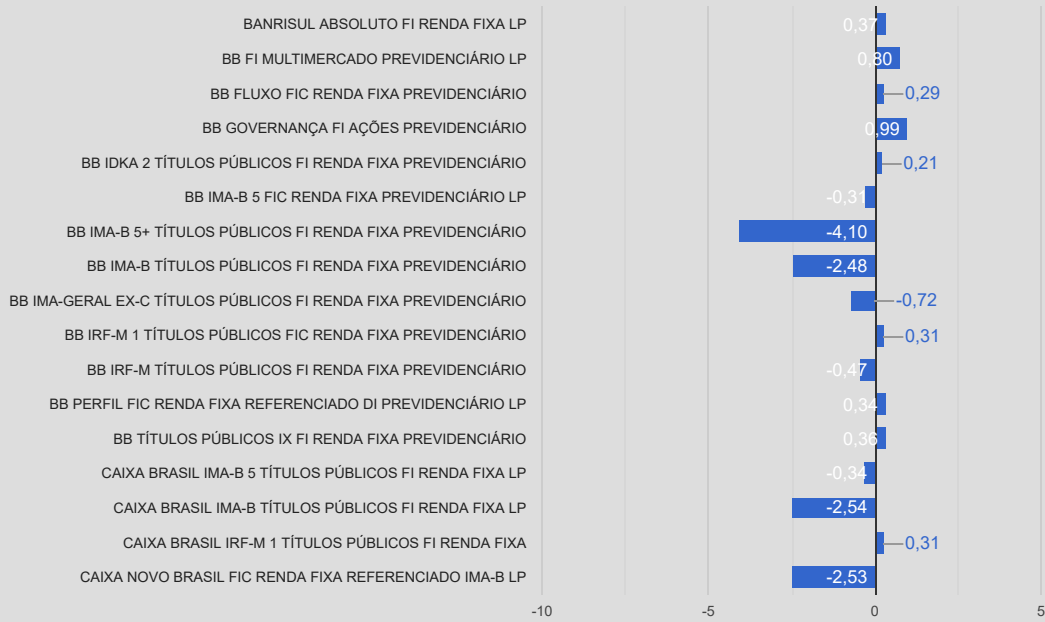 BANRISUL ABSOLUTO FI RENDA FIXA LP 0,37
BB FI MULTIMERCADO PREVIDENCIÁRIO LP 0,80
BB FLUXO FIC RENDA FIXA PREVIDENCIÁRIO 0,29
BB GOVERNANÇA FI AÇÕES PREVIDENCIÁRIO 0,99
BB IDKA 2 TÍTULOS PÚBLICOS FI RENDA FIXA PREVIDENCIÁRIO 0,21
BB IMA-B 5 FIC RENDA FIXA PREVIDENCIÁRIO LP -0,31
BB IMA-B 5+ TÍTULOS PÚBLICOS FI RENDA FIXA PREVIDENCIÁRIO -4,10
BB IMA-B TÍTULOS PÚBLICOS FI RENDA FIXA PREVIDENCIÁRIO -2,48
BB IMA-GERAL EX-C TÍTULOS PÚBLICOS FI RENDA FIXA PREVIDENCIÁRIO -0,72
BB IRF-M 1 TÍTULOS PÚBLICOS FIC RENDA FIXA PREVIDENCIÁRIO 0,31
BB IRF-M TÍTULOS PÚBLICOS FI RENDA FIXA PREVIDENCIÁRIO -0,47
BB PERFIL FIC RENDA FIXA REFERENCIADO DI PREVIDENCIÁRIO LP 0,34
BB TÍTULOS PÚBLICOS IX FI RENDA FIXA PREVIDENCIÁRIO 0,36
CAIXA BRASIL IMA-B 5 TÍTULOS PÚBLICOS FI RENDA FIXA LP -0,34
CAIXA BRASIL IMA-B TÍTULOS PÚBLICOS FI RENDA FIXA LP -2,54
CAIXA BRASIL IRF-M 1 TÍTULOS PÚBLICOS FI RENDA FIXA 0,31
CAIXA NOVO BRASIL FIC RENDA FIXA REFERENCIADO IMA-B LP -2,53
-10 -5 0 5